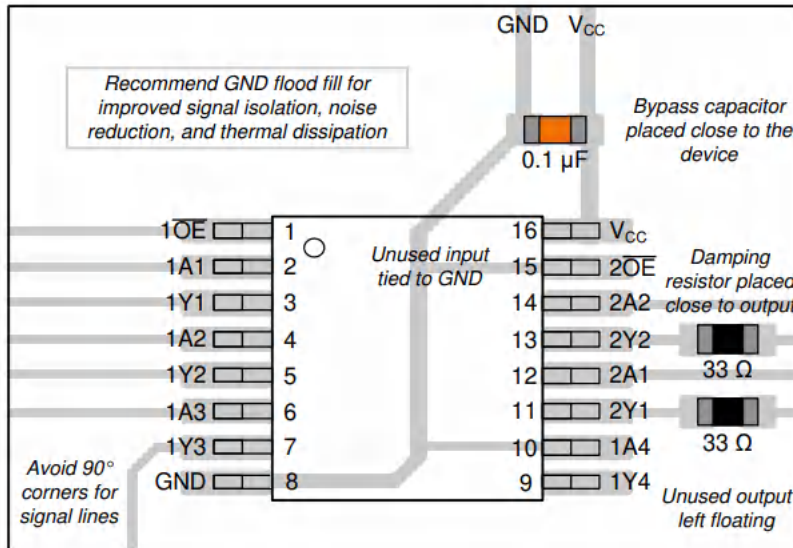 GND VCC
Recommend GND flood fill for
improved signal isolation, noise
reduction, and thermal dissipation
Bypass capacitor
placed close to the
device
0.1 µF
1O̅E̅ 1 16 VCC
Unused input
tied to GND
1A1 2 15 2O̅E̅
Damping
resistor placed
close to output
1Y1 3 14 2A2
1A2 4 13 2Y2
33 Ω
1Y2 5 12 2A1
1A3 6 11 2Y1
33 Ω
1Y3 7 10 1A4
GND 8 9 1Y4
Avoid 90°
corners for
signal lines
Unused output
left floating